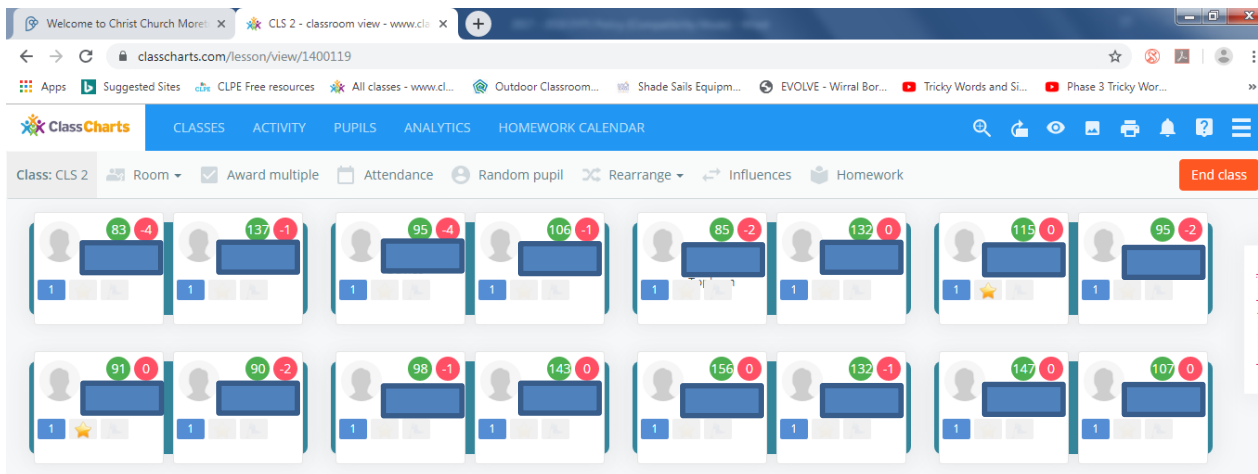 Welcome to Christ Church Moret
CLS 2 - classroom view - www.cla
classcharts.com/lesson/view/1400119
Apps
Suggested Sites
CLPE Free resources
All classes - www.cl...
Outdoor Classroom...
Shade Sails Equipm...
EVOLVE - Wirral Bor...
Tricky Words and Si...
Phase 3 Tricky Wor...
»
ClassCharts CLASSES ACTIVITY PUPILS ANALYTICS HOMEWORK CALENDAR
Class: CLS 2 Room Award multiple Attendance Random pupil Rearrange Influences Homework End class
83 -4 137 -1 95 -4 106 -1 85 -2 132 0 115 0 95 -2
1 1 1 1 1 1 1 1
91 0 90 -2 98 -1 143 0 156 0 132 -1 147 0 107 0
1 1 1 1 1 1 1 1